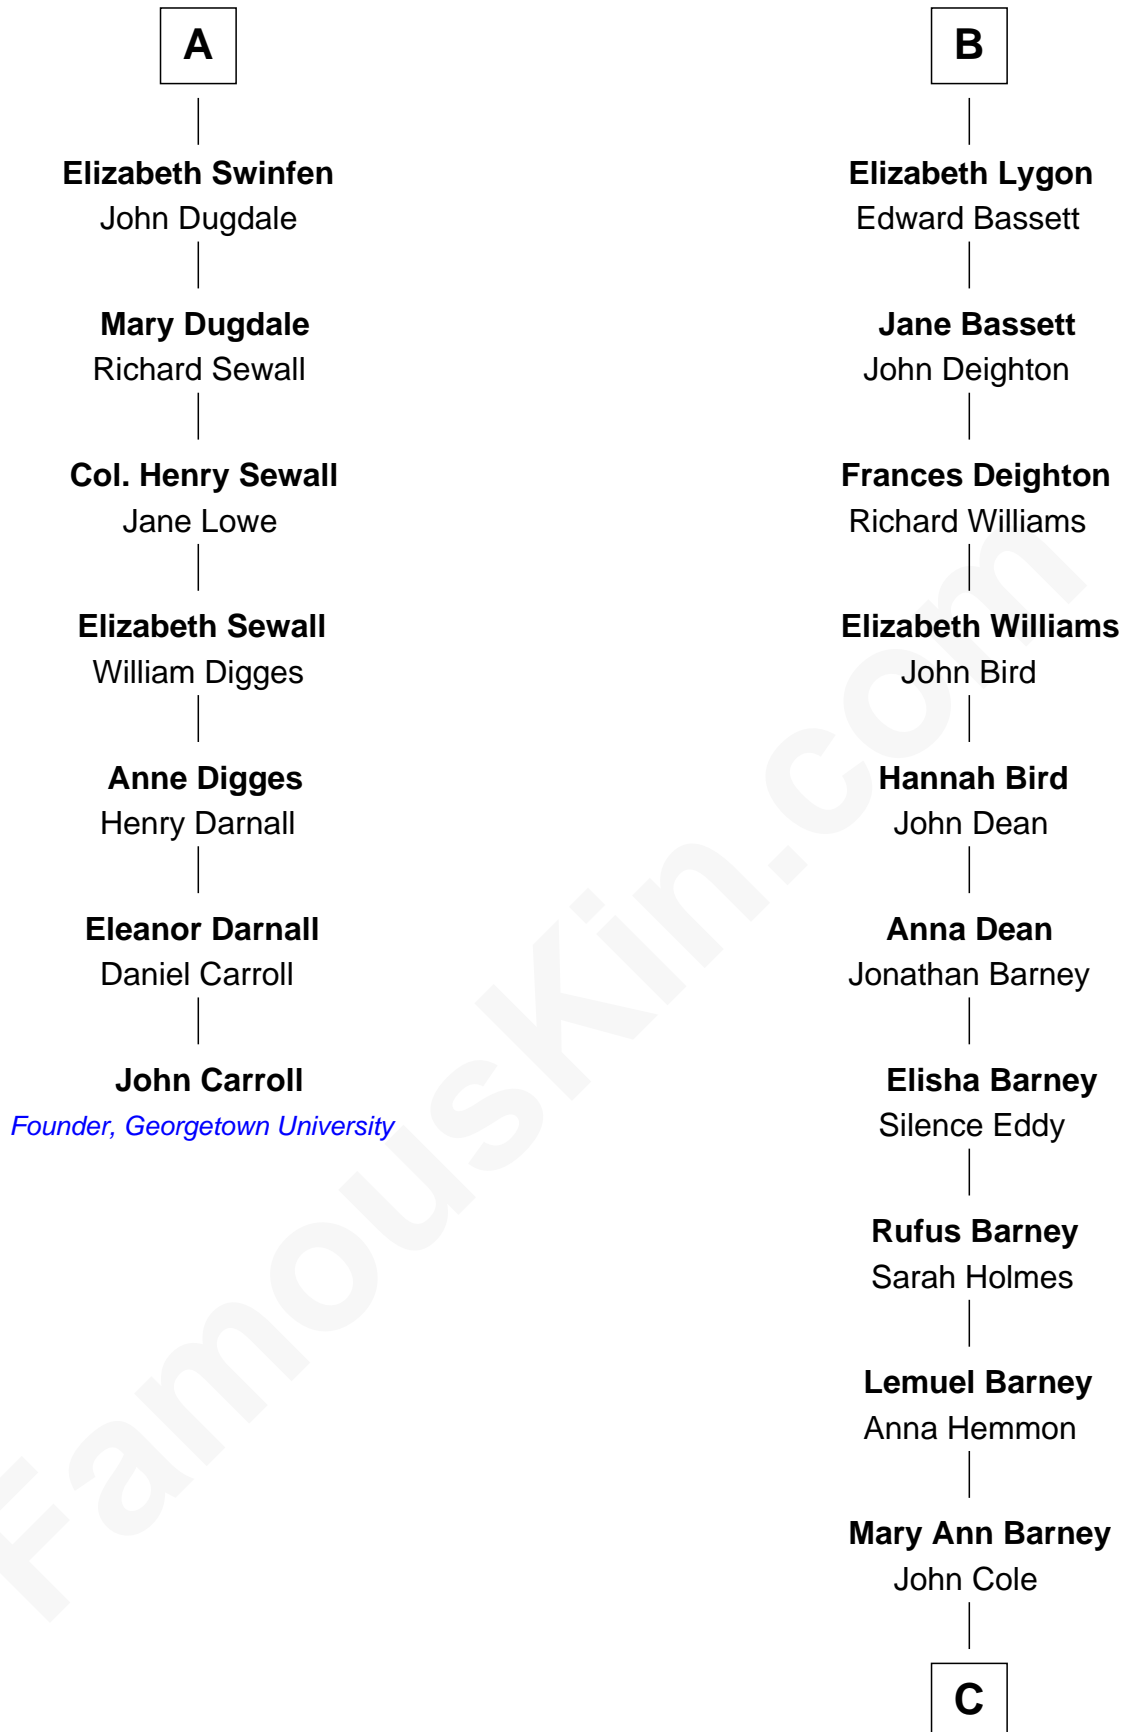 A
Elizabeth Swinfen
John Dugdale
Mary Dugdale
Richard Sewall
Col. Henry Sewall
Jane Lowe
Elizabeth Sewall
William Digges
Anne Digges
Henry Darnall
Eleanor Darnall
Daniel Carroll
John Carroll
Founder, Georgetown University
B
Elizabeth Lygon
Edward Bassett
Jane Bassett
John Deighton
Frances Deighton
Richard Williams
Elizabeth Williams
John Bird
Hannah Bird
John Dean
Anna Dean
Jonathan Barney
Elisha Barney
Silence Eddy
Rufus Barney
Sarah Holmes
Lemuel Barney
Anna Hemmon
Mary Ann Barney
John Cole
C
FamousKin.com